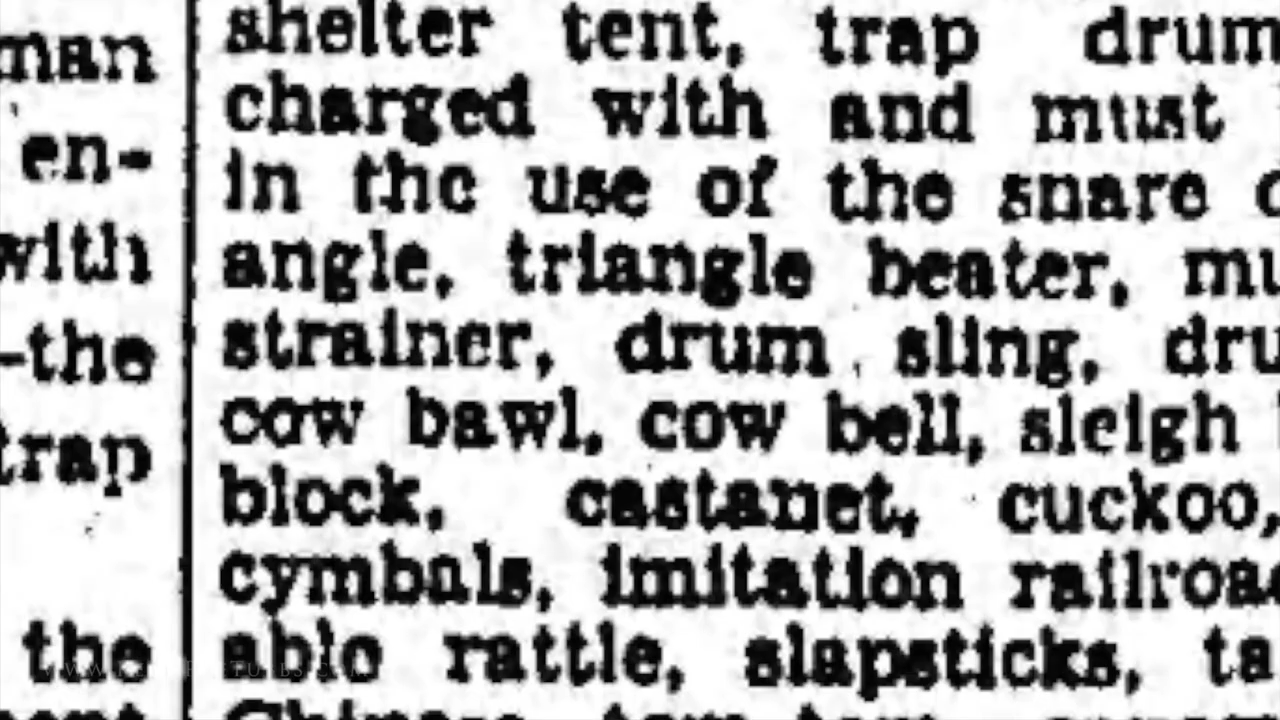 man
en-
with
-the
trap
the
shelter tent, trap drum
charged with and must
in the use of the snare
angle, triangle beater, mu
strainer, drum sling, dru
cow bawl, cow bell, sleigh
block, castanet, cuckoo,
cymbals, imitation railroad
able rattle, slapsticks, ta